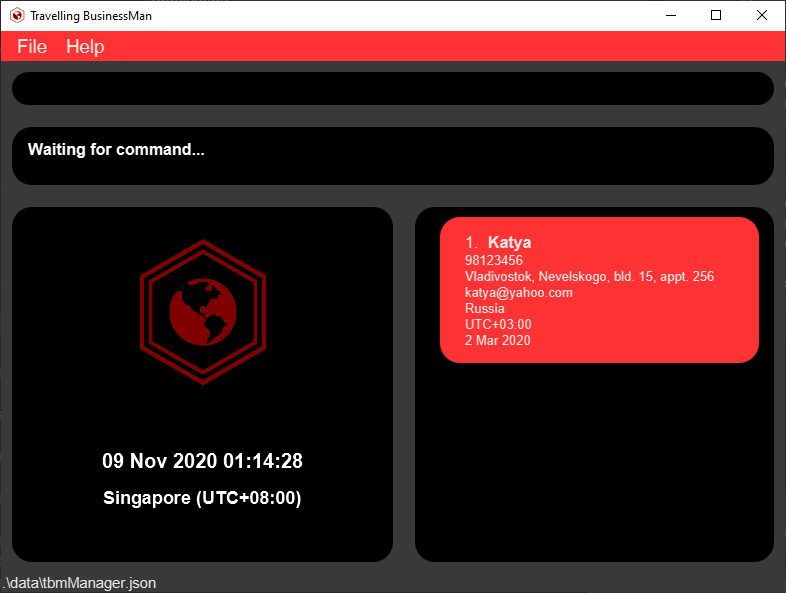 Travelling BusinessMan
File Help
Waiting for command...
09 Nov 2020 01:14:28
Singapore (UTC+08:00)
1. Katya
98123456
Vladivostok, Nevelskogo, bld. 15, appt. 256
katya@yahoo.com
Russia
UTC+03:00
2 Mar 2020
.\data\tbmManager.json